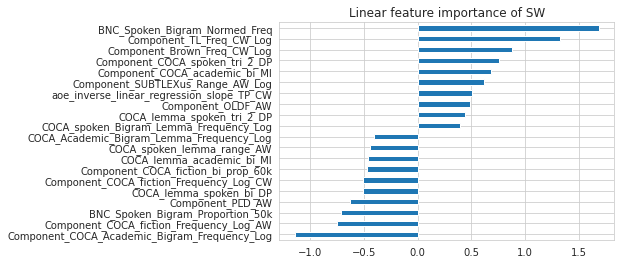 Linear feature importance of SW
BNC_Spoken_Bigram_Normed_Freq
Component_TL_Freq_CW_Log
Component_Brown_Freq_CW_Log
Component_COCA_spoken_tri_2_DP
Component_COCA_academic_bi_MI
Component_SUBTLEXus_Range_AW_Log
aoe_inverse_linear_regression_slope_TP_CW
Component_OLDF_AW
COCA_lemma_spoken_tri_2_DP
COCA_spoken_Bigram_Lemma_Frequency_Log
COCA_Academic_Bigram_Lemma_Frequency_Log
COCA_spoken_lemma_range_AW
COCA_lemma_academic_bi_MI
Component_COCA_fiction_bi_prop_60k
Component_COCA_fiction_Frequency_Log_CW
COCA_lemma_spoken_bi_DP
Component_PLD_AW
BNC_Spoken_Bigram_Proportion_50k
Component_COCA_fiction_Frequency_Log_AW
Component_COCA_Academic_Bigram_Frequency_Log
−1.0 −0.5 0.0 0.5 1.0 1.5